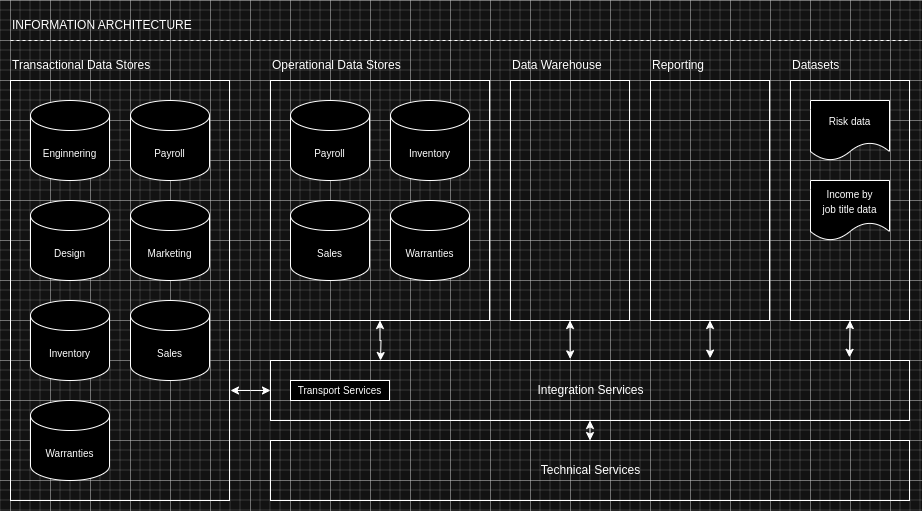 INFORMATION ARCHITECTURE
Transactional Data Stores
Operational Data Stores
Data Warehouse
Reporting
Datasets
Enginnering
Payroll
Design
Marketing
Inventory
Sales
Warranties
Payroll
Inventory
Sales
Warranties
Risk data
Income by
job title data
Transport Services
Integration Services
Technical Services